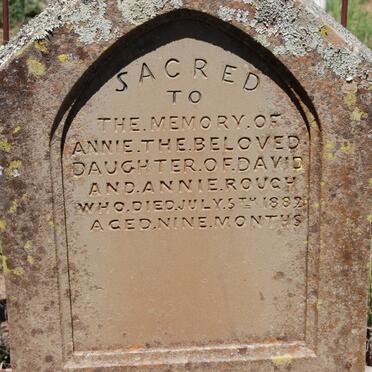 SACRED
TO
THE.MEMORY.OF
ANNIE.THE.BELOVED
DAUGHTER.OF.DAVID
AND.ANNIE.ROUGH
WHO.DIED.JULY.5TH 1882
AGED.NINE.MONTHS